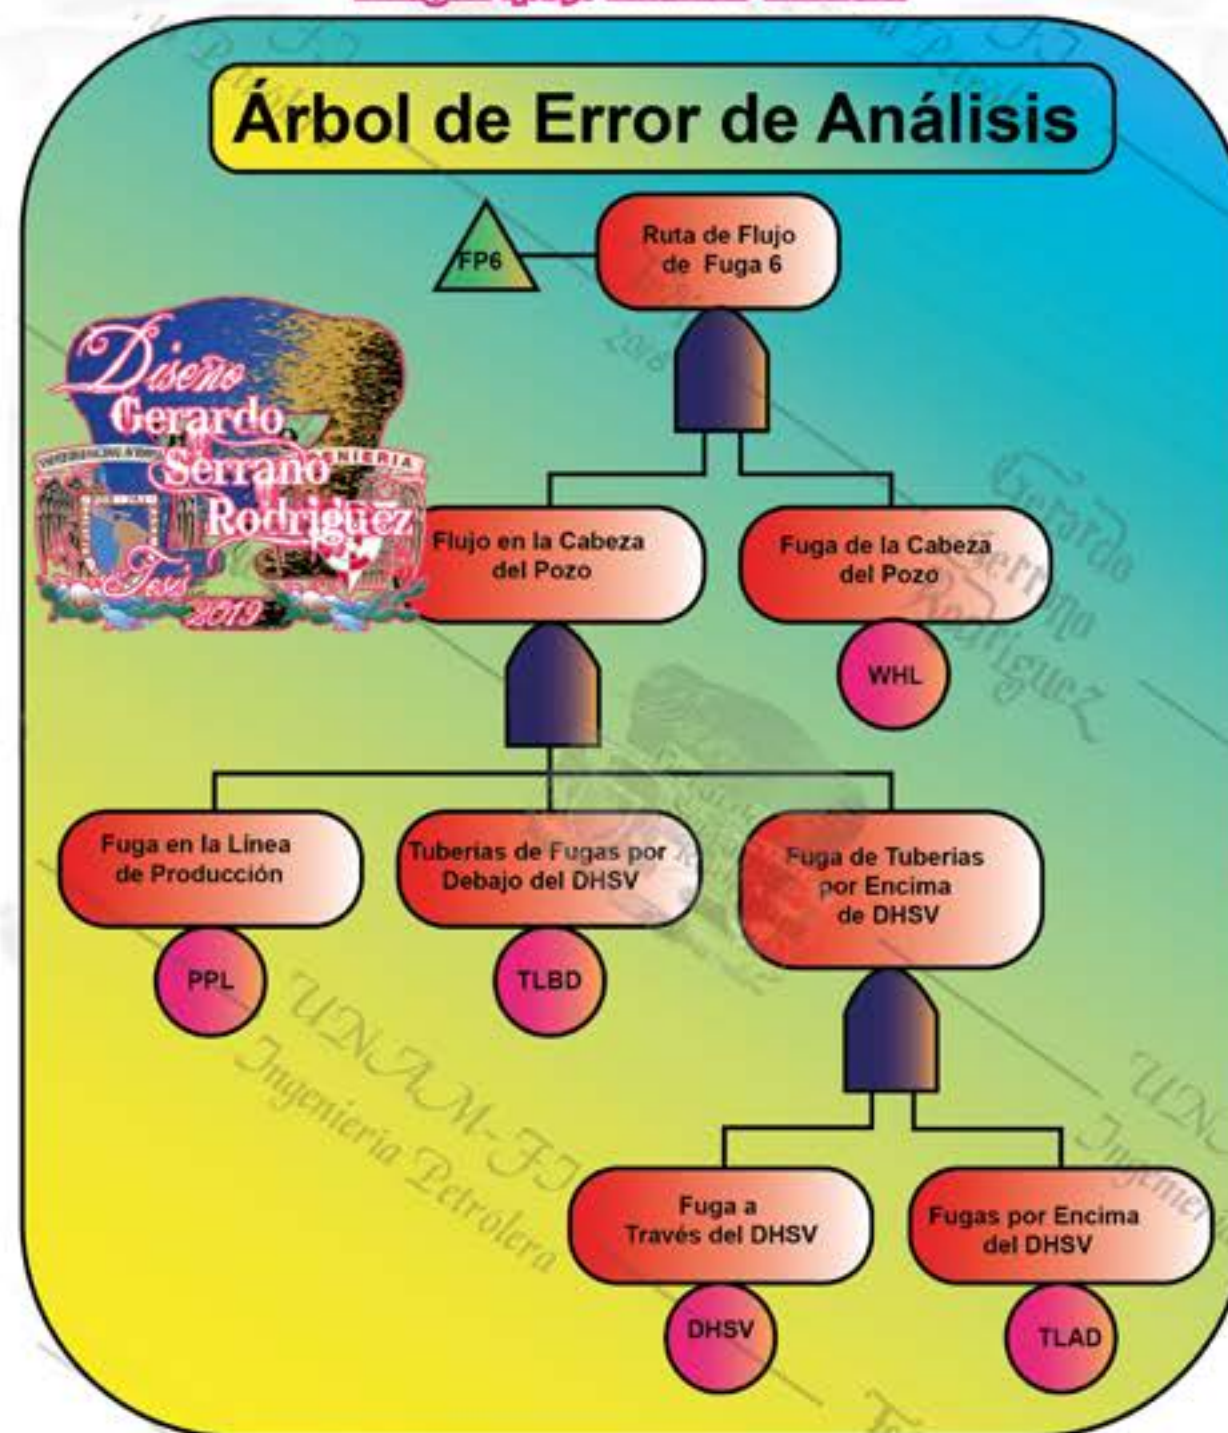 Árbol de Error de Análisis
FP6
Ruta de Flujo
de Fuga 6
2018
Diseño
Gerardo
Serrano
Rodriguez
Tesis
2019
Flujo en la Cabeza
del Pozo
Fuga de la Cabeza
del Pozo
WHL
Gerardo
Serrano
Rodriguez
Fuga en la Línea
de Producción
Tuberías de Fugas por
Debajo del DHSV
Fuga de Tuberias
por Encima
de DHSV
PPL
TLBD
UNAM-FI
Ingeniería Petrolera
Fuga a
Través del DHSV
Fugas por Encima
del DHSV
DHSV
TLAD